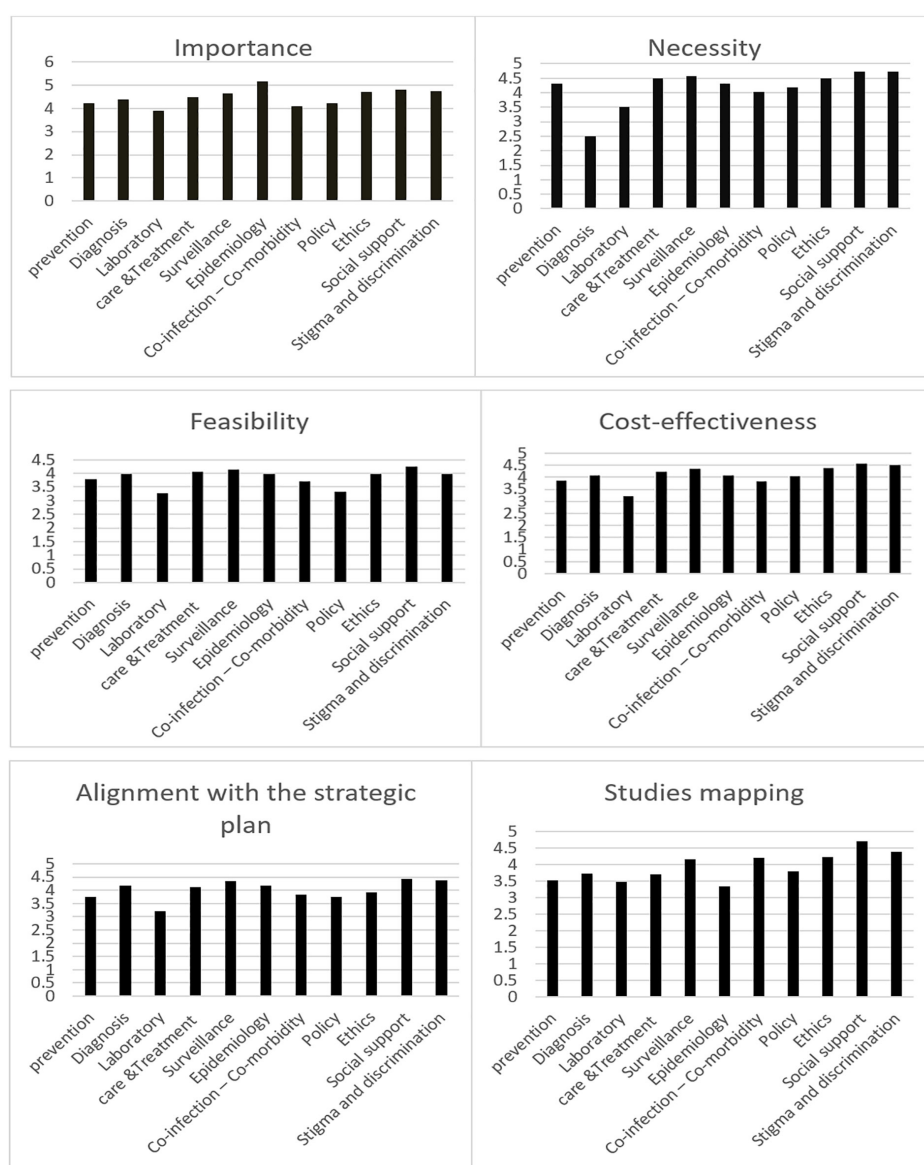 Importance
6
5
4
3
2
1
0
prevention
Diagnosis
Laboratory
care &Treatment
Surveillance
Epidemiology
Co-infection – Co-morbidity
Policy
Ethics
Social support
Stigma and discrimination
Necessity
5
4.5
4
3.5
3
2.5
2
1.5
1
0.5
0
prevention
Diagnosis
Laboratory
care &Treatment
Surveillance
Epidemiology
Co-infection – Co-morbidity
Policy
Ethics
Social support
Stigma and discrimination
Feasibility
4.5
4
3.5
3
2.5
2
1.5
1
0.5
0
prevention
Diagnosis
Laboratory
care &Treatment
Surveillance
Epidemiology
Co-infection – Co-morbidity
Policy
Ethics
Social support
Stigma and discrimination
Cost-effectiveness
5
4.5
4
3.5
3
2.5
2
1.5
1
0.5
0
prevention
Diagnosis
Laboratory
care &Treatment
Surveillance
Epidemiology
Co-infection – Co-morbidity
Policy
Ethics
Social support
Stigma and discrimination
Alignment with the strategic
plan
5
4.5
4
3.5
3
2.5
2
1.5
1
0.5
0
prevention
Diagnosis
Laboratory
care &Treatment
Surveillance
Epidemiology
Co-infection – Co-morbidity
Policy
Ethics
Social support
Stigma and discrimination
Studies mapping
5
4.5
4
3.5
3
2.5
2
1.5
1
0.5
0
prevention
Diagnosis
Laboratory
care &Treatment
Surveillance
Epidemiology
Co-infection – Co-morbidity
Policy
Ethics
Social support
Stigma and discrimination